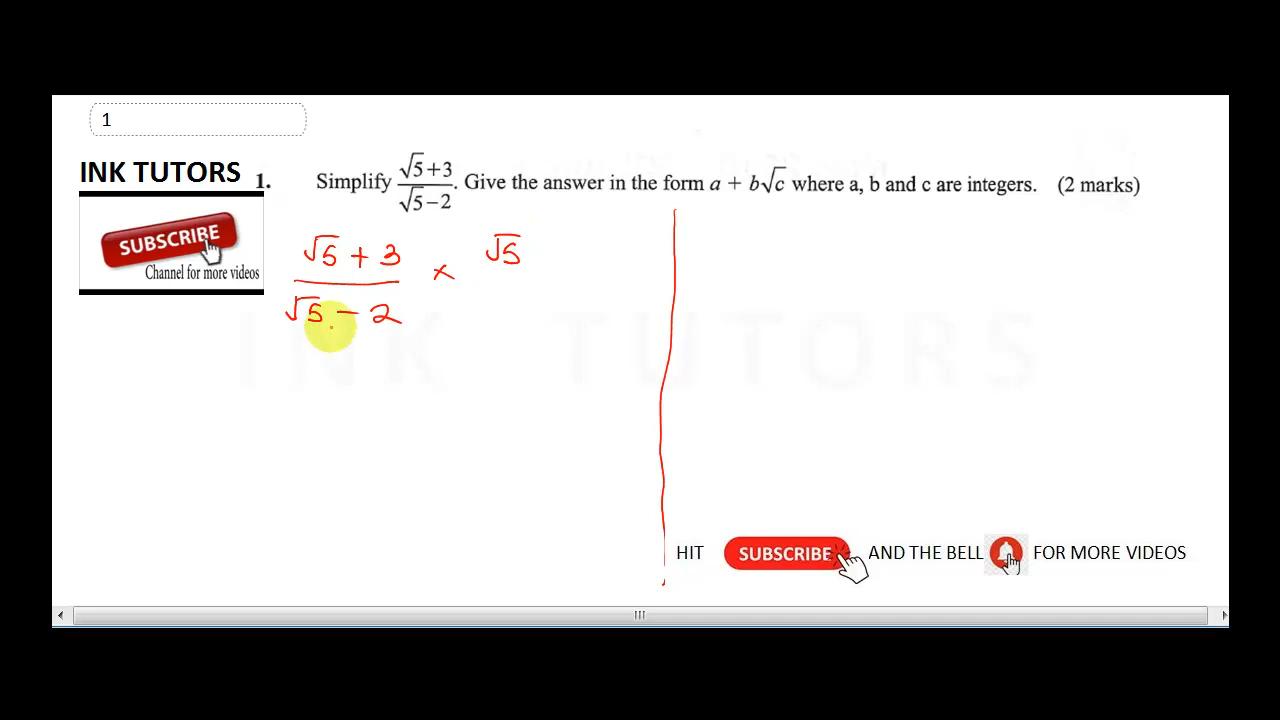 1
INK TUTORS
1. Simplify (√5+3)/(√5−2). Give the answer in the form a + b√c where a, b and c are integers. (2 marks)
SUBSCRIBE
Channel for more videos
√5 + 3
× √5
√5 − 2
INK TUTORS
HIT SUBSCRIBE AND THE BELL FOR MORE VIDEOS